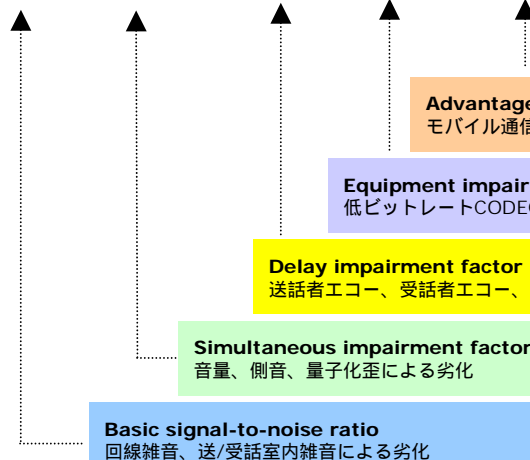 Advantage
モバイル通信
Equipment impair
低ビットレートCODEC
Delay impairment factor
送話者エコー、受話者エコー、
Simultaneous impairment factor
音量、側音、量子化歪による劣化
Basic signal-to-noise ratio
回線雑音、送/受話室内雑音による劣化